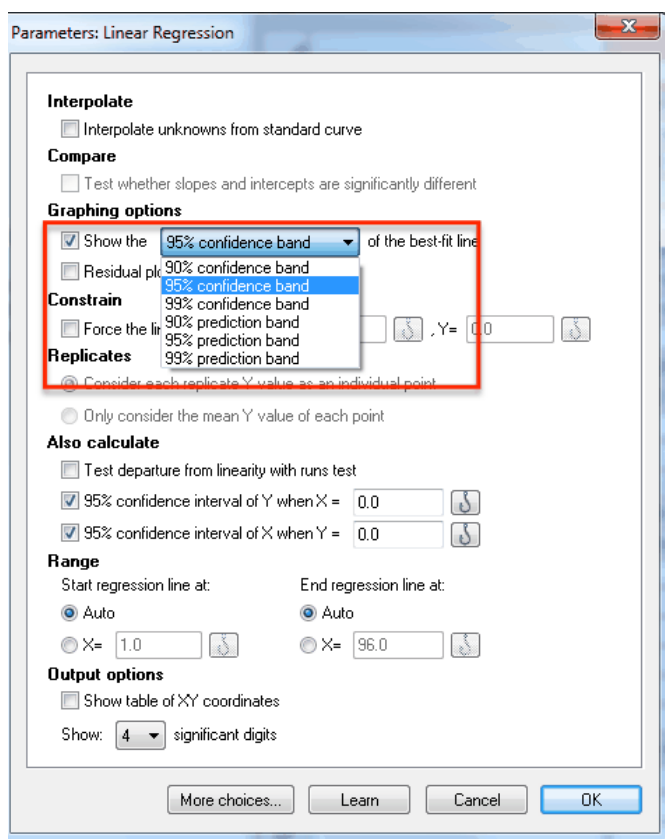 Parameters: Linear Regression
Interpolate
Interpolate unknowns from standard curve
Compare
Test whether slopes and intercepts are significantly different
Graphing options
Show the 95% confidence band of the best-fit line
90% confidence band
Residual pl
95% confidence band
Constrain
99% confidence band
90% prediction band
Force the li , Y= 0.0
95% prediction band
Replicates
99% prediction band
Consider each replicate Y value as an individual point
Only consider the mean Y value of each point
Also calculate
Test departure from linearity with runs test
95% confidence interval of Y when X = 0.0
95% confidence interval of X when Y = 0.0
Range
Start regression line at: End regression line at:
Auto Auto
X= 1.0 X= 96.0
Output options
Show table of XY coordinates
Show: 4 significant digits
More choices... Learn Cancel OK